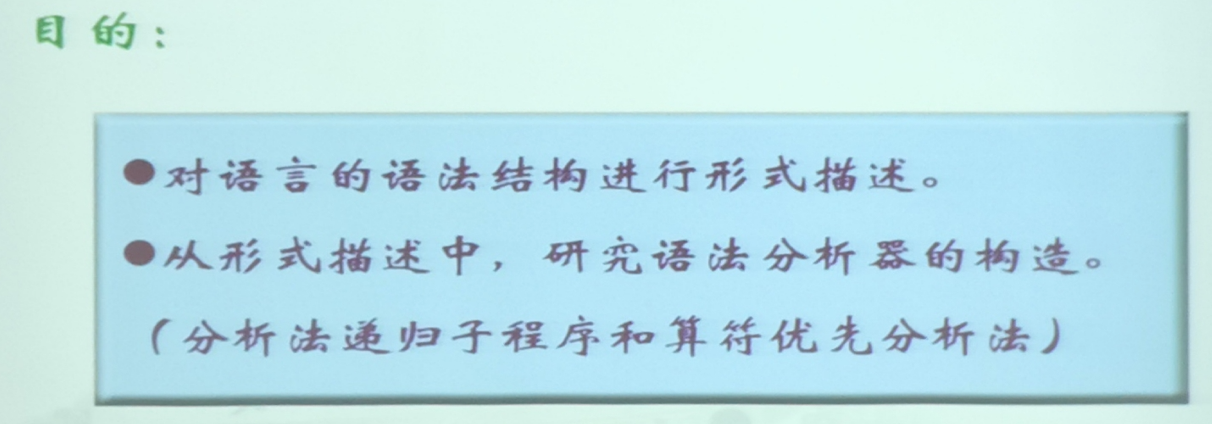 目的：
●对语言的语法结构进行形式描述。
●从形式描述中，研究语法分析器的构造。
（分析法递归子程序和算符优先分析法）